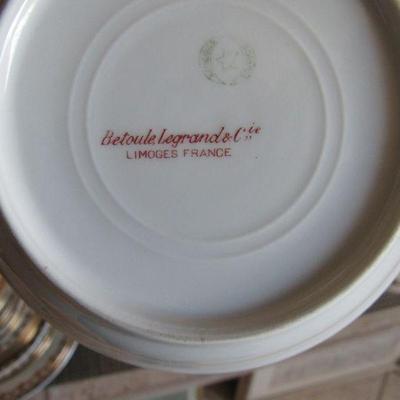 Betoule, Legrand & Cie
LIMOGES FRANCE